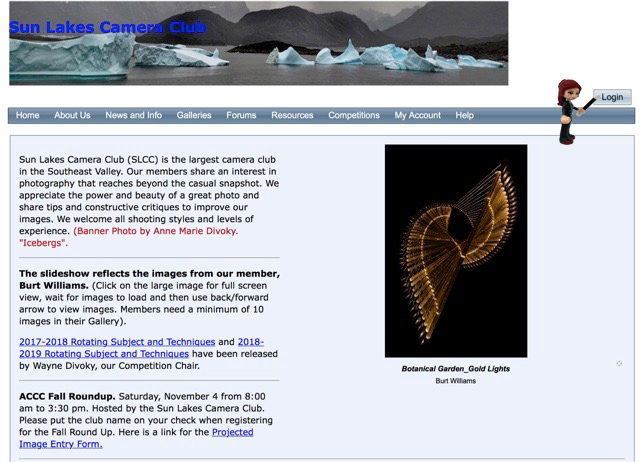 Sun Lakes Camera Club
Login
Home About Us News and Info Galleries Forums Resources Competitions My Account Help
Sun Lakes Camera Club (SLCC) is the largest camera club
in the Southeast Valley. Our members share an interest in
photography that reaches beyond the casual snapshot. We
appreciate the power and beauty of a great photo and
share tips and constructive critiques to improve our
images. We welcome all shooting styles and levels of
experience. (Banner Photo by Anne Marie Divoky.
"Icebergs".
The slideshow reflects the images from our member,
Burt Williams. (Click on the large image for full screen
view, wait for images to load and then use back/forward
arrow to view images. Members need a minimum of 10
images in their Gallery).
2017-2018 Rotating Subject and Techniques and 2018-
2019 Rotating Subject and Techniques have been released
by Wayne Divoky, our Competition Chair.
ACCC Fall Roundup. Saturday, November 4 from 8:00
am to 3:30 pm. Hosted by the Sun Lakes Camera Club.
Please put the club name on your check when registering
for the Fall Round Up. Here is a link for the Projected
Image Entry Form.
Botanical Garden_Gold Lights
Burt Williams